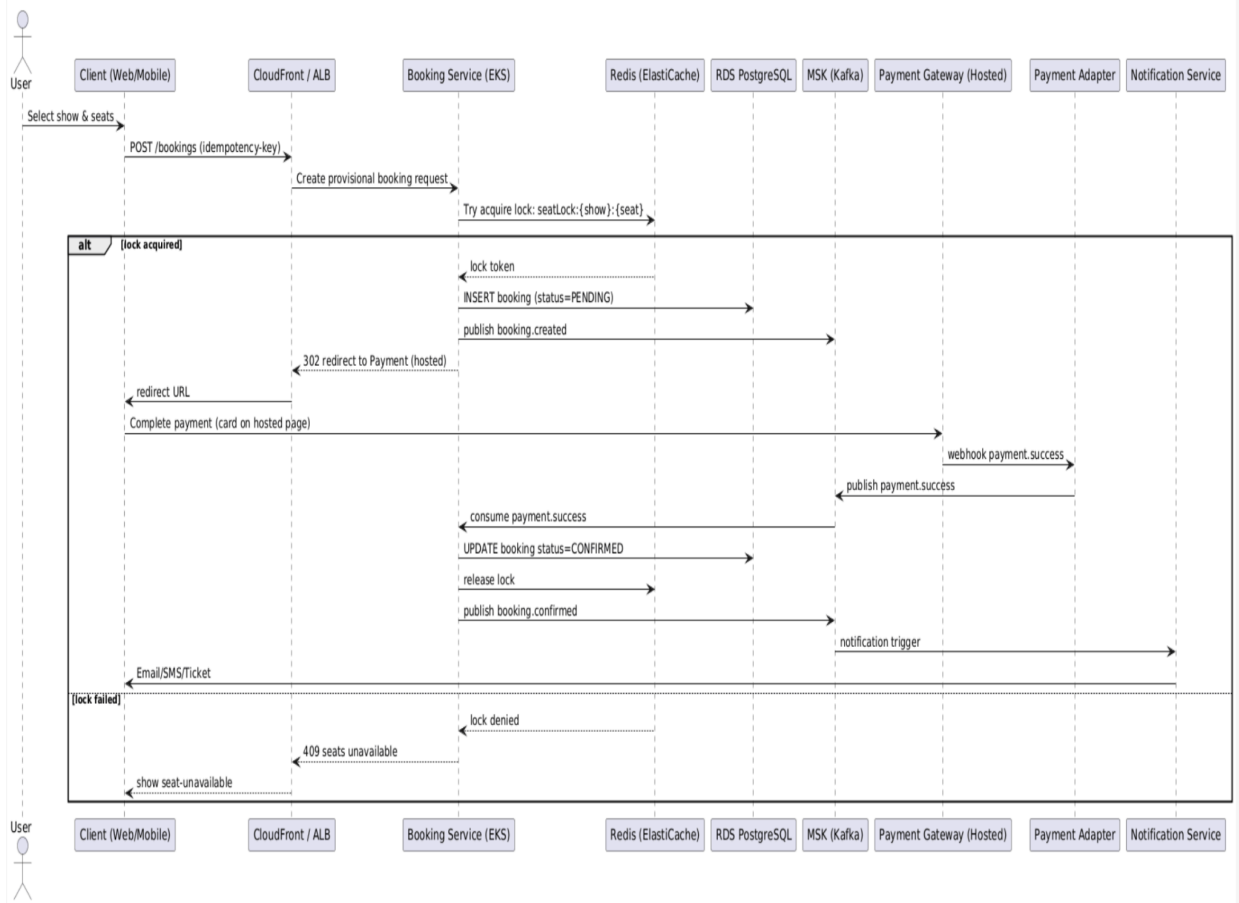 User
Client (Web/Mobile)
CloudFront / ALB
Booking Service (EKS)
Redis (ElastiCache)
RDS PostgreSQL
MSK (Kafka)
Payment Gateway (Hosted)
Payment Adapter
Notification Service
Select show & seats
POST /bookings (idempotency-key)
Create provisional booking request
Try acquire lock: seatLock:{show}:{seat}
alt
[lock acquired]
lock token
INSERT booking (status=PENDING)
publish booking.created
302 redirect to Payment (hosted)
redirect URL
Complete payment (card on hosted page)
webhook payment.success
publish payment.success
consume payment.success
UPDATE booking status=CONFIRMED
release lock
publish booking.confirmed
notification trigger
Email/SMS/Ticket
[lock failed]
lock denied
409 seats unavailable
show seat-unavailable
User
Client (Web/Mobile)
CloudFront / ALB
Booking Service (EKS)
Redis (ElastiCache)
RDS PostgreSQL
MSK (Kafka)
Payment Gateway (Hosted)
Payment Adapter
Notification Service